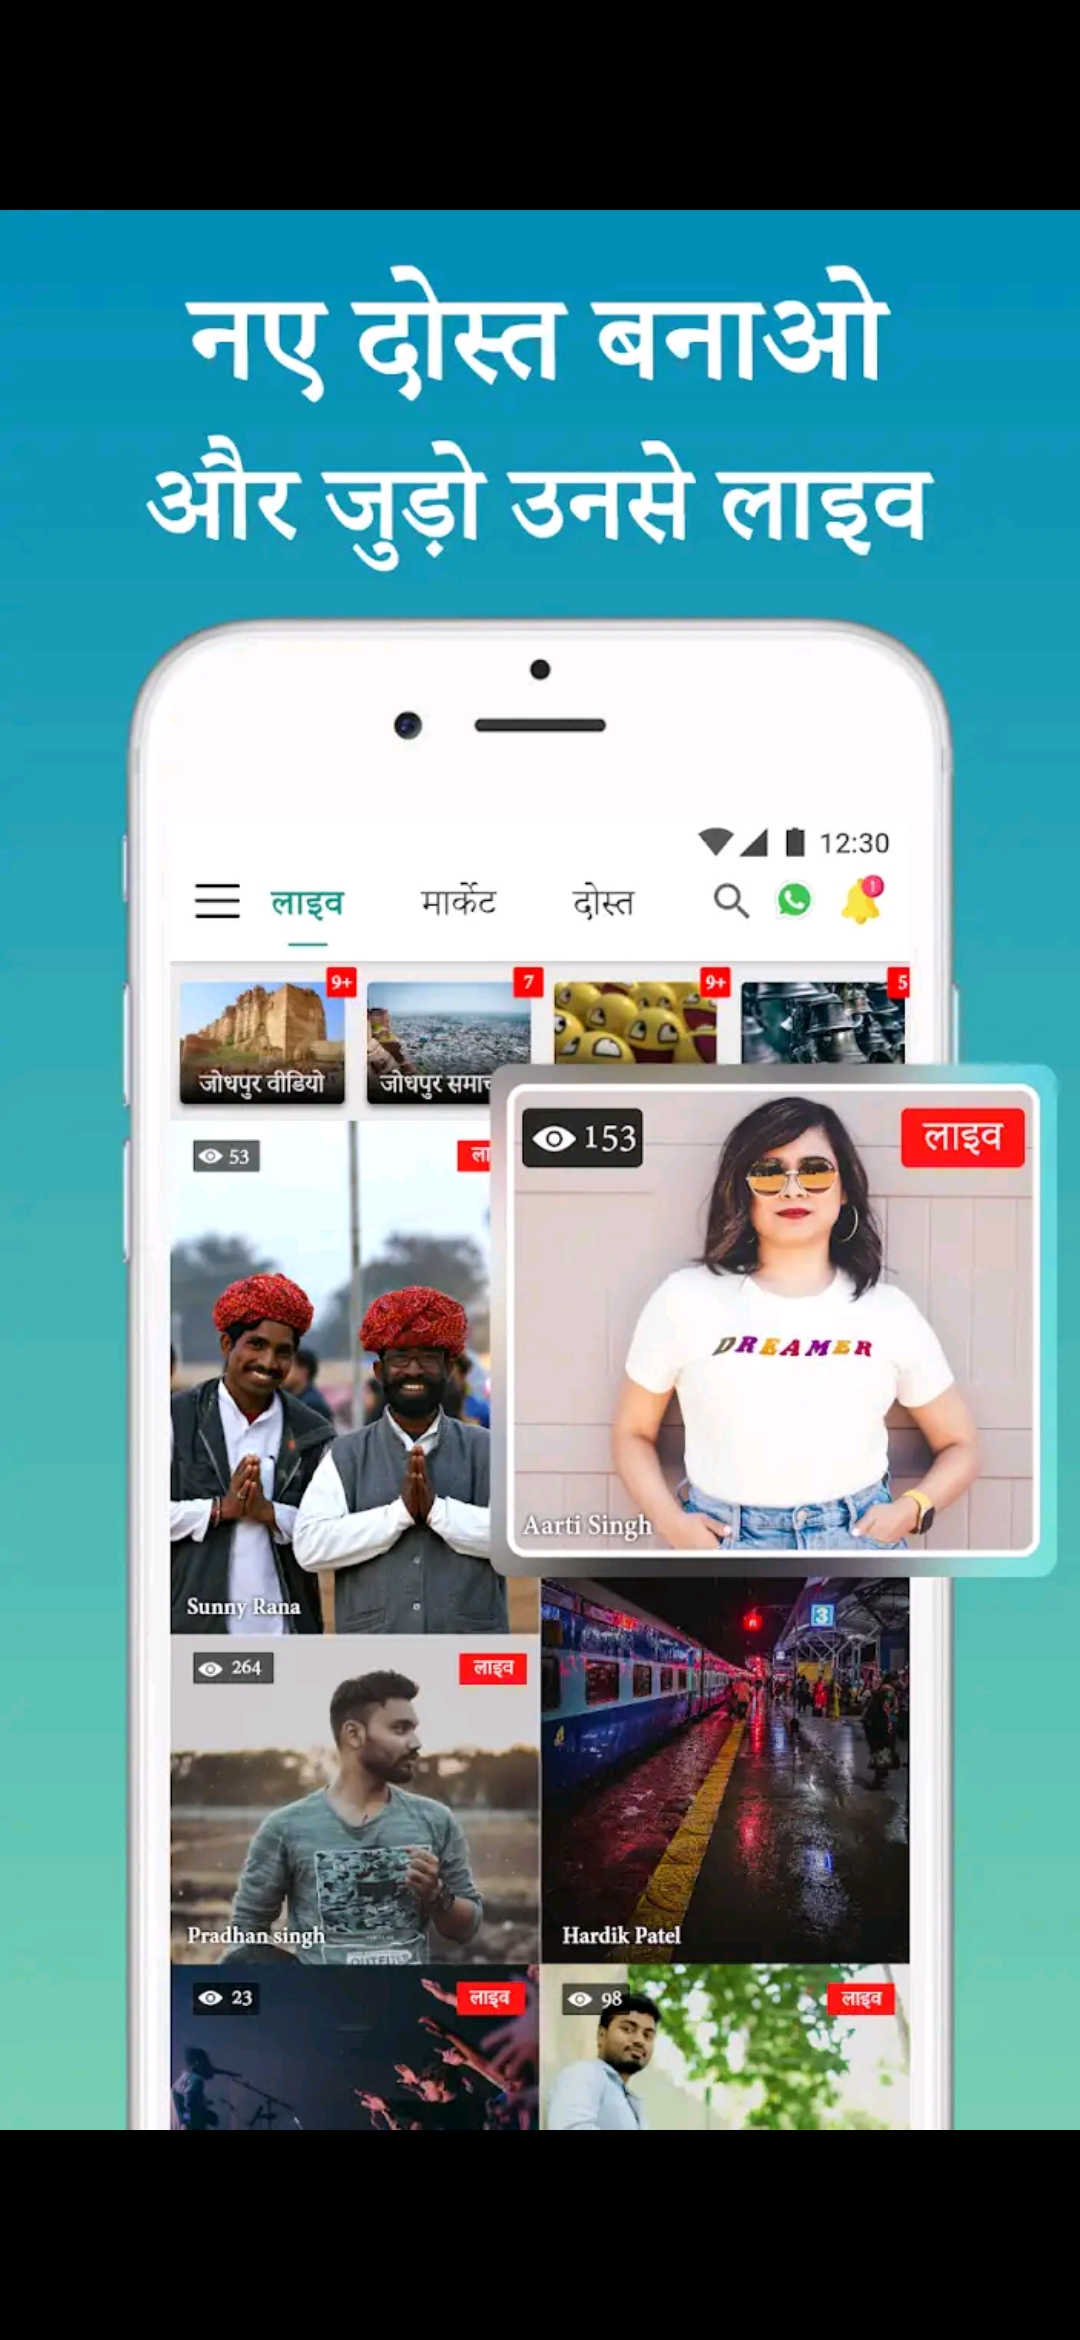 नए दोस्त बनाओ
और जुड़ो उनसे लाइव
12:30
लाइव मार्केट दोस्त 1
9+ 7 9+ 5
जोधपुर वीडियो जोधपुर
53
153 लाइव
DREAMER
Aarti Singh
Sunny Rana
3
264 लाइव
Pradhan singh Hardik Patel
23 लाइव 98 लाइव